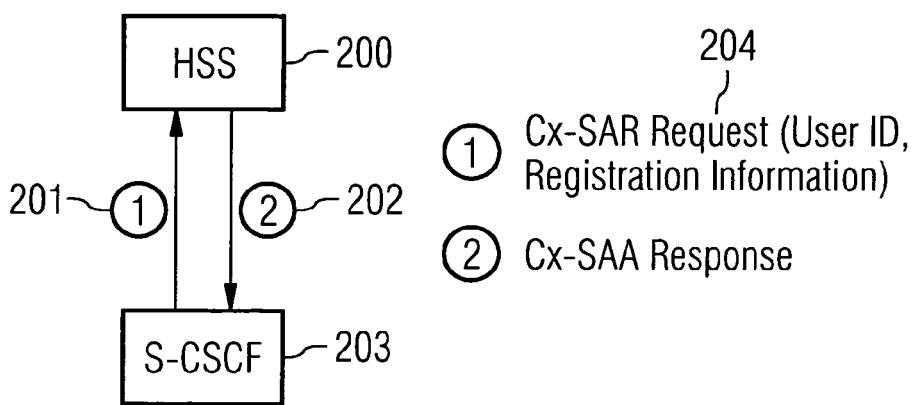 HSS
200
204
1 Cx-SAR Request (User ID,
Registration Information)
201
1
2
202
2 Cx-SAA Response
S-CSCF
203